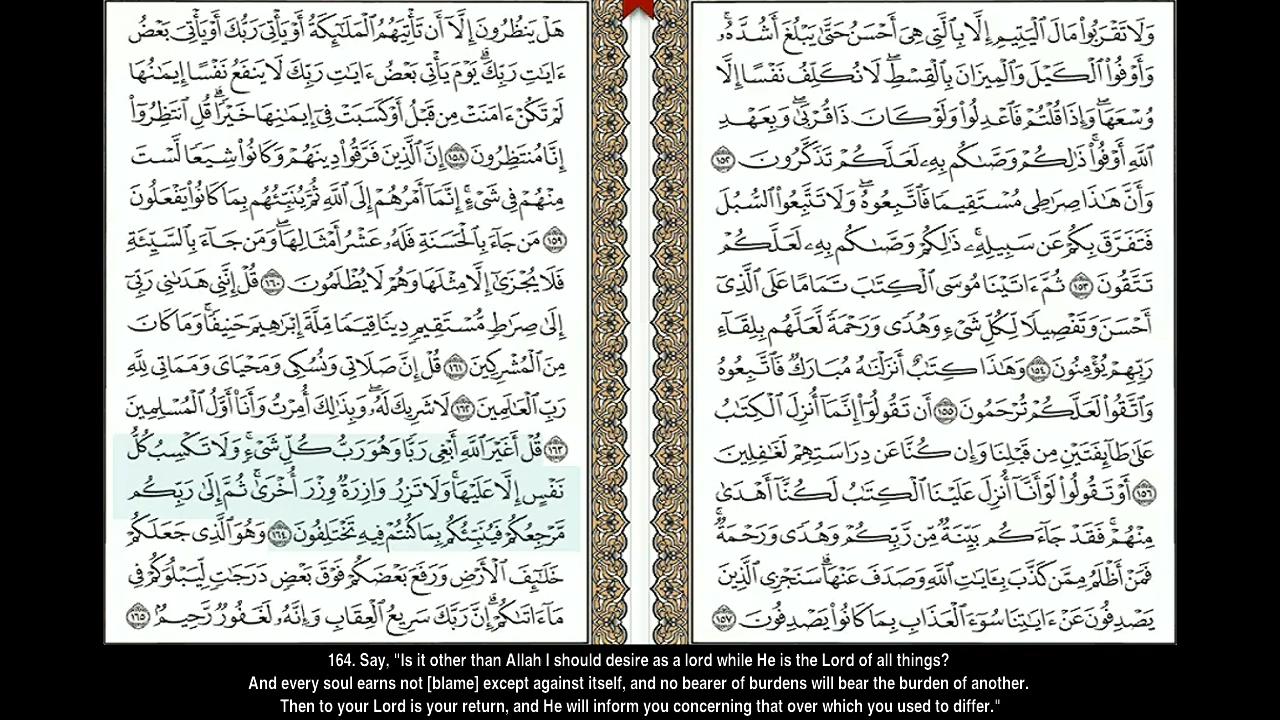 وَلَا تَقْرَبُوا۟ مَالَ ٱلْيَتِيمِ إِلَّا بِٱلَّتِى هِىَ أَحْسَنُ حَتَّىٰ يَبْلُغَ أَشُدَّهُۥ ۖ
وَأَوْفُوا۟ ٱلْكَيْلَ وَٱلْمِيزَانَ بِٱلْقِسْطِ ۖ لَا نُكَلِّفُ نَفْسًا إِلَّا
وُسْعَهَا ۖ وَإِذَا قُلْتُمْ فَٱعْدِلُوا۟ وَلَوْ كَانَ ذَا قُرْبَىٰ ۖ وَبِعَهْدِ
ٱللَّهِ أَوْفُوا۟ ۚ ذَٰلِكُمْ وَصَّىٰكُم بِهِۦ لَعَلَّكُمْ تَذَكَّرُونَ ١٥٢
وَأَنَّ هَـٰذَا صِرَٰطِى مُسْتَقِيمًا فَٱتَّبِعُوهُ ۖ وَلَا تَتَّبِعُوا۟ ٱلسُّبُلَ
فَتَفَرَّقَ بِكُمْ عَن سَبِيلِهِۦ ۚ ذَٰلِكُمْ وَصَّىٰكُم بِهِۦ لَعَلَّكُمْ
تَتَّقُونَ ١٥٣ ثُمَّ ءَاتَيْنَا مُوسَى ٱلْكِتَـٰبَ تَمَامًا عَلَى ٱلَّذِىٓ
أَحْسَنَ وَتَفْصِيلًا لِّكُلِّ شَىْءٍ وَهُدًى وَرَحْمَةً لَّعَلَّهُم بِلِقَآءِ
رَبِّهِمْ يُؤْمِنُونَ ١٥٤ وَهَـٰذَا كِتَـٰبٌ أَنزَلْنَـٰهُ مُبَارَكٌ فَٱتَّبِعُوهُ
وَٱتَّقُوا۟ لَعَلَّكُمْ تُرْحَمُونَ ١٥٥ أَن تَقُولُوٓا۟ إِنَّمَآ أُنزِلَ ٱلْكِتَـٰبُ
عَلَىٰ طَآئِفَتَيْنِ مِن قَبْلِنَا وَإِن كُنَّا عَن دِرَاسَتِهِمْ لَغَـٰفِلِينَ
١٥٦ أَوْ تَقُولُوا۟ لَوْ أَنَّآ أُنزِلَ عَلَيْنَا ٱلْكِتَـٰبُ لَكُنَّآ أَهْدَىٰ
مِنْهُمْ ۚ فَقَدْ جَآءَكُم بَيِّنَةٌ مِّن رَّبِّكُمْ وَهُدًى وَرَحْمَةٌ ۚ
فَمَنْ أَظْلَمُ مِمَّن كَذَّبَ بِـَٔايَـٰتِ ٱللَّهِ وَصَدَفَ عَنْهَا ۗ سَنَجْزِى ٱلَّذِينَ
يَصْدِفُونَ عَنْ ءَايَـٰتِنَا سُوٓءَ ٱلْعَذَابِ بِمَا كَانُوا۟ يَصْدِفُونَ ١٥٧
هَلْ يَنظُرُونَ إِلَّآ أَن تَأْتِيَهُمُ ٱلْمَلَـٰٓئِكَةُ أَوْ يَأْتِىَ رَبُّكَ أَوْ يَأْتِىَ بَعْضُ
ءَايَـٰتِ رَبِّكَ ۗ يَوْمَ يَأْتِى بَعْضُ ءَايَـٰتِ رَبِّكَ لَا يَنفَعُ نَفْسًا إِيمَـٰنُهَا
لَمْ تَكُنْ ءَامَنَتْ مِن قَبْلُ أَوْ كَسَبَتْ فِىٓ إِيمَـٰنِهَا خَيْرًا ۗ قُلِ ٱنتَظِرُوٓا۟
إِنَّا مُنتَظِرُونَ ١٥٨ إِنَّ ٱلَّذِينَ فَرَّقُوا۟ دِينَهُمْ وَكَانُوا۟ شِيَعًا لَّسْتَ
مِنْهُمْ فِى شَىْءٍ ۚ إِنَّمَآ أَمْرُهُمْ إِلَى ٱللَّهِ ثُمَّ يُنَبِّئُهُم بِمَا كَانُوا۟ يَفْعَلُونَ
١٥٩ مَن جَآءَ بِٱلْحَسَنَةِ فَلَهُۥ عَشْرُ أَمْثَالِهَا ۖ وَمَن جَآءَ بِٱلسَّيِّئَةِ
فَلَا يُجْزَىٰٓ إِلَّا مِثْلَهَا وَهُمْ لَا يُظْلَمُونَ ١٦٠ قُلْ إِنَّنِى هَدَىٰنِى رَبِّىٓ
إِلَىٰ صِرَٰطٍ مُّسْتَقِيمٍ دِينًا قِيَمًا مِّلَّةَ إِبْرَٰهِيمَ حَنِيفًا ۚ وَمَا كَانَ
مِنَ ٱلْمُشْرِكِينَ ١٦١ قُلْ إِنَّ صَلَاتِى وَنُسُكِى وَمَحْيَاىَ وَمَمَاتِى لِلَّهِ
رَبِّ ٱلْعَـٰلَمِينَ ١٦٢ لَا شَرِيكَ لَهُۥ ۖ وَبِذَٰلِكَ أُمِرْتُ وَأَنَا۠ أَوَّلُ ٱلْمُسْلِمِينَ
١٦٣ قُلْ أَغَيْرَ ٱللَّهِ أَبْغِى رَبًّا وَهُوَ رَبُّ كُلِّ شَىْءٍ ۚ وَلَا تَكْسِبُ كُلُّ
نَفْسٍ إِلَّا عَلَيْهَا ۚ وَلَا تَزِرُ وَازِرَةٌ وِزْرَ أُخْرَىٰ ۚ ثُمَّ إِلَىٰ رَبِّكُم
مَّرْجِعُكُمْ فَيُنَبِّئُكُم بِمَا كُنتُمْ فِيهِ تَخْتَلِفُونَ ١٦٤ وَهُوَ ٱلَّذِى جَعَلَكُمْ
خَلَـٰٓئِفَ ٱلْأَرْضِ وَرَفَعَ بَعْضَكُمْ فَوْقَ بَعْضٍ دَرَجَـٰتٍ لِّيَبْلُوَكُمْ فِى
مَآ ءَاتَىٰكُمْ ۗ إِنَّ رَبَّكَ سَرِيعُ ٱلْعِقَابِ وَإِنَّهُۥ لَغَفُورٌ رَّحِيمٌۢ ١٦٥
164. Say, "Is it other than Allah I should desire as a lord while He is the Lord of all things?
And every soul earns not [blame] except against itself, and no bearer of burdens will bear the burden of another.
Then to your Lord is your return, and He will inform you concerning that over which you used to differ."